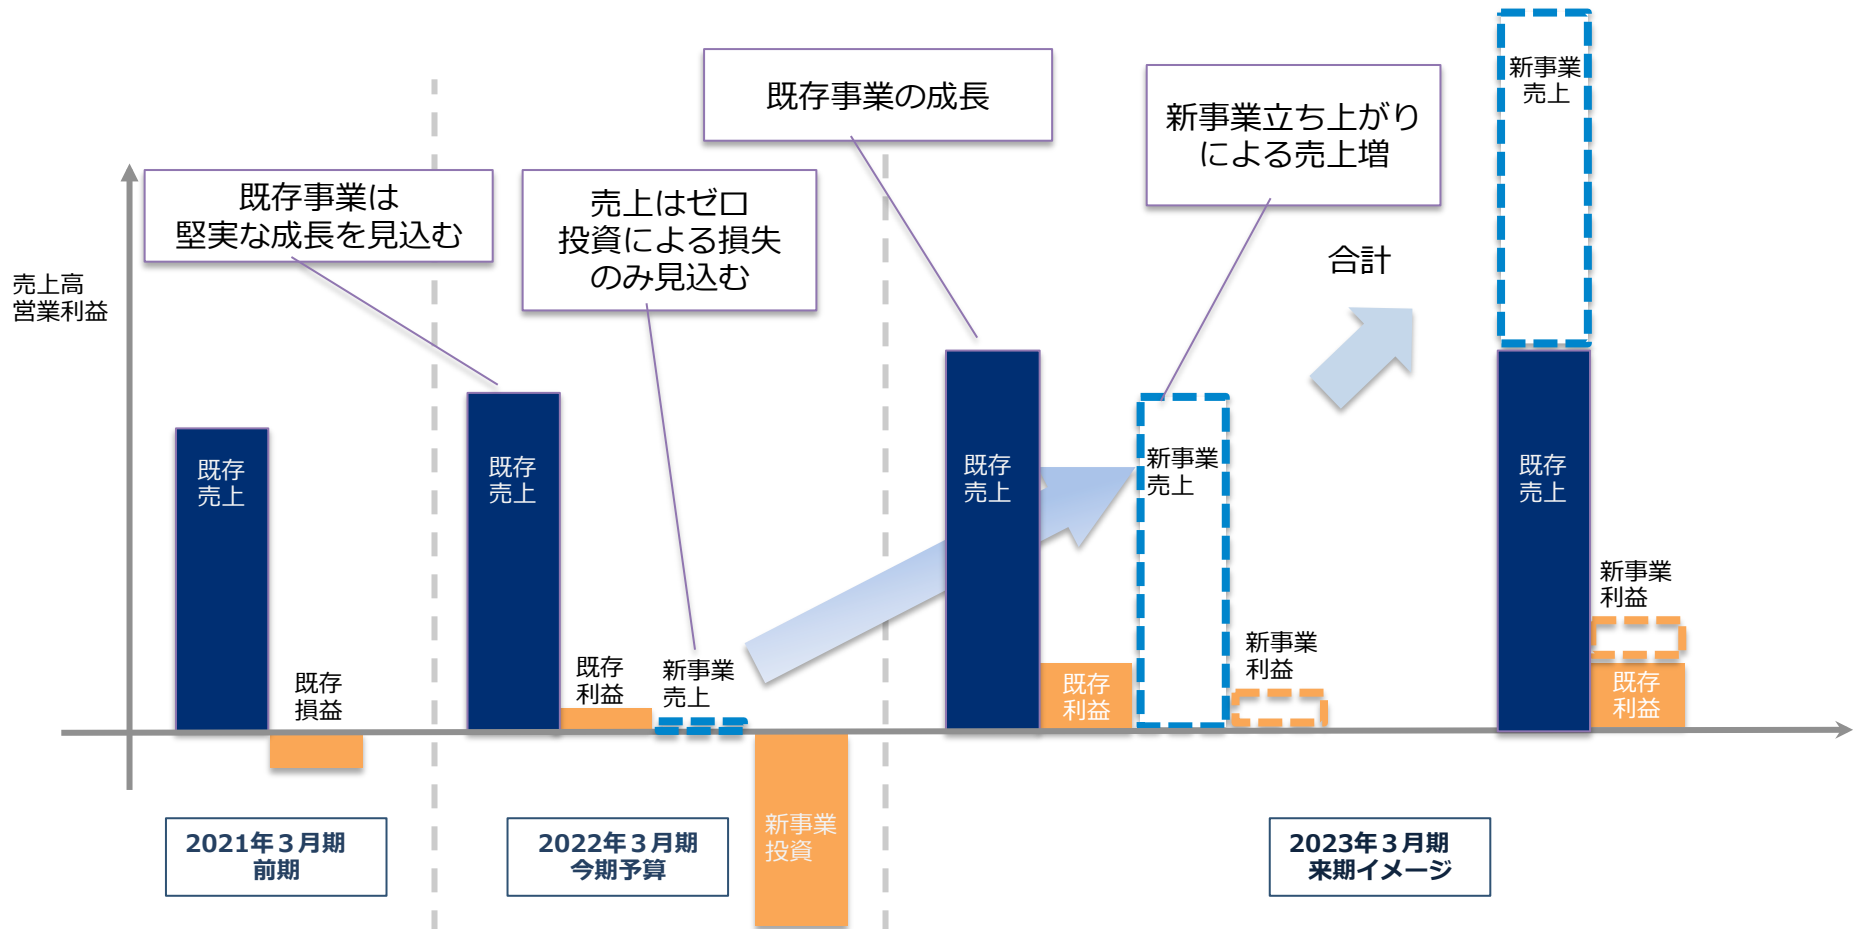 売上高
営業利益
既存事業は
堅実な成長を見込む
売上はゼロ
投資による損失
のみ見込む
既存事業の成長
新事業立ち上がり
による売上増
合計
新事業
売上
既存
売上
既存
損益
既存
売上
既存
利益
新事業
売上
新事業
投資
既存
売上
既存
利益
新事業
売上
新事業
利益
既存
売上
新事業
利益
既存
利益
2021年３月期
前期
2022年３月期
今期予算
2023年３月期
来期イメージ